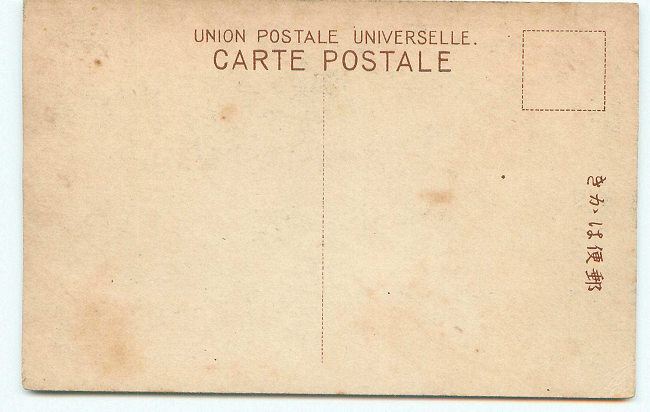 UNION POSTALE UNIVERSELLE.
CARTE POSTALE
きかは便郵